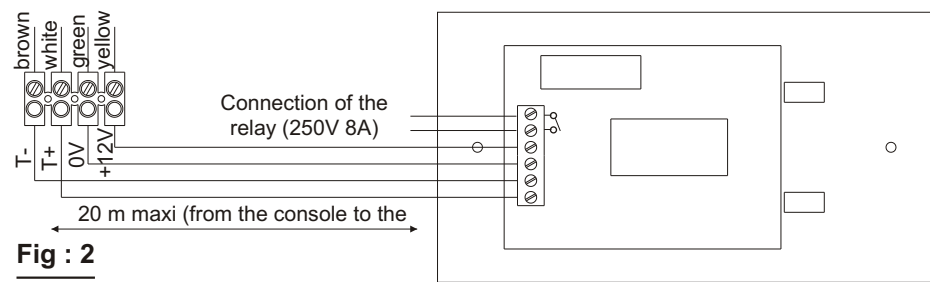 brown
white
green
yellow
Connection of the
relay (250V 8A)
T-
T+
0V
+12V
20 m maxi (from the console to the
Fig : 2